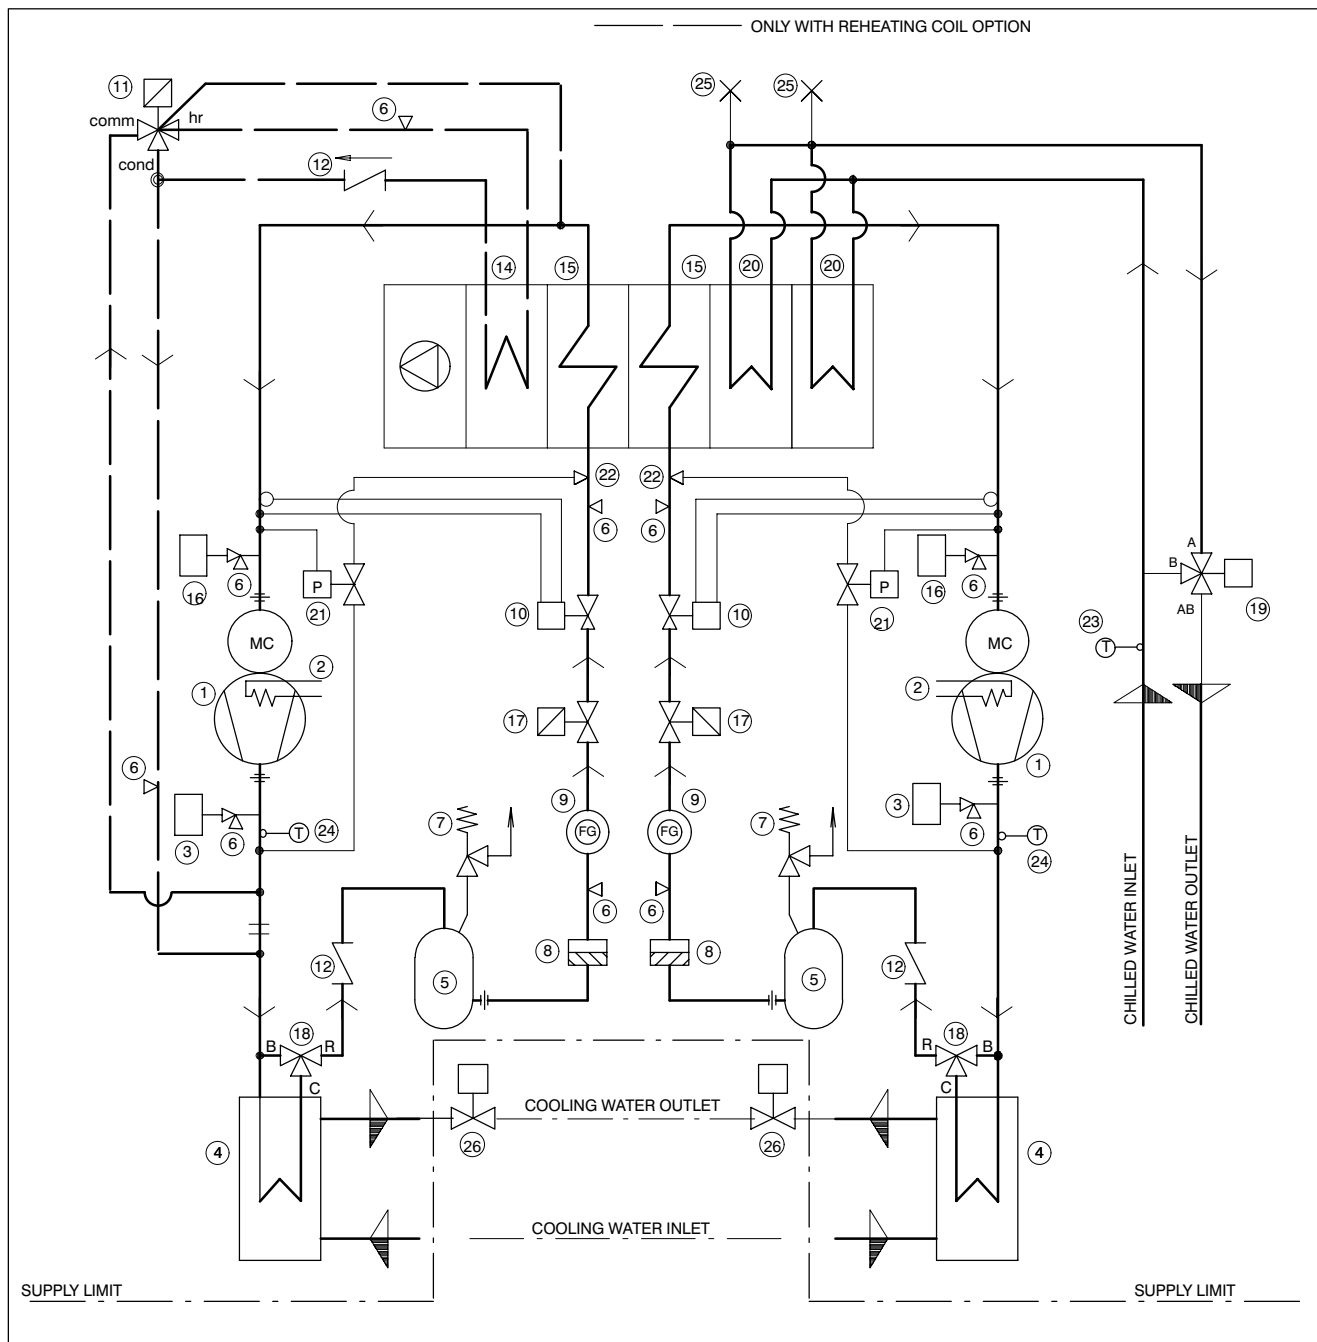 ONLY WITH REHEATING COIL OPTION
11
25
25
6
comm
hr
12
cond
14
15
15
20
20
22
22
6
6
A
B
16
6
P
21
10
10
P
21
16
6
19
AB
23
T
MC
MC
2
1
2
17
17
6
1
9
9
7
7
3
6
T
24
FG
FG
3
6
T
24
6
6
8
8
12
5
5
12
CHILLED WATER INLET
CHILLED WATER OUTLET
18
18
B
R
R
B
C
C
COOLING WATER OUTLET
4
26
26
4
COOLING WATER INLET
SUPPLY LIMIT
SUPPLY LIMIT